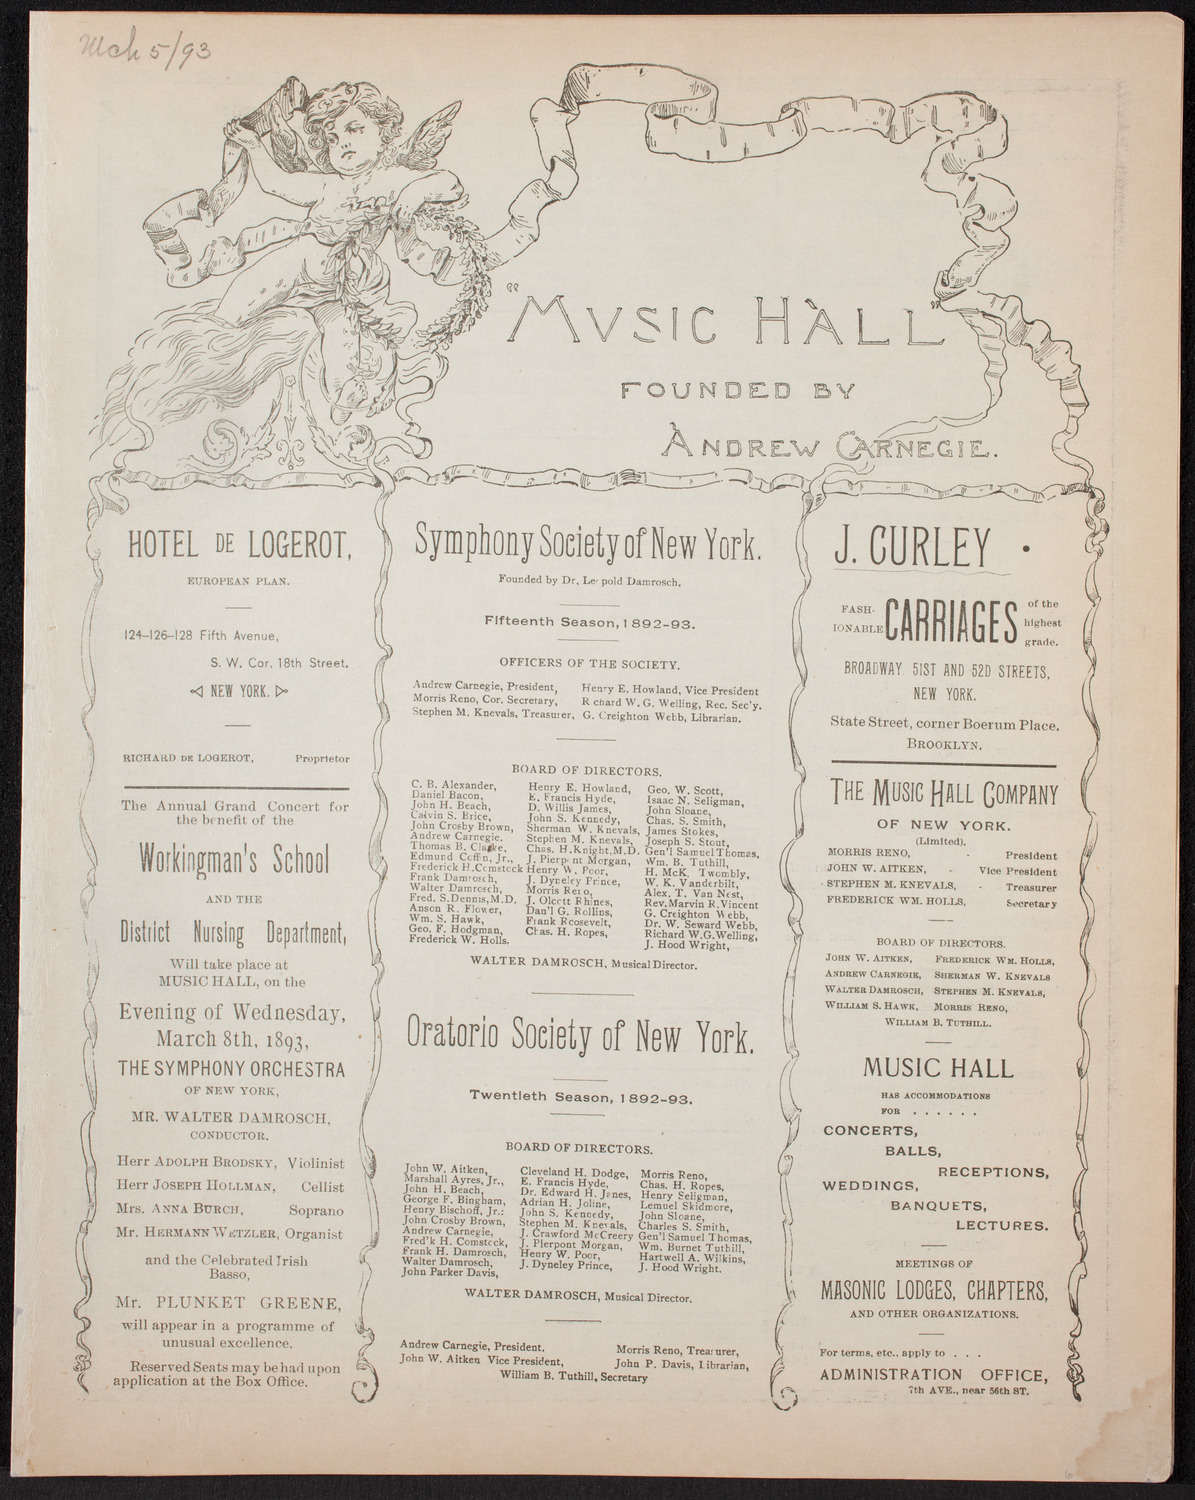 Mch 5/93
"MVSIC HALL"
FOUNDED BY
ANDREW CARNEGIE.
HOTEL DE LOGEROT,
EUROPEAN PLAN.
124–126–128 Fifth Avenue,
S. W. Cor. 18th Street.
NEW YORK.
RICHARD DE LOGEROT, Proprietor
The Annual Grand Concert for
the benefit of the
Workingman's School
AND THE
District Nursing Department,
Will take place at
MUSIC HALL, on the
Evening of Wednesday,
March 8th, 1893,
THE SYMPHONY ORCHESTRA
OF NEW YORK,
MR. WALTER DAMROSCH,
CONDUCTOR.
Herr ADOLPH BRODSKY, Violinist
Herr JOSEPH HOLLMAN, Cellist
Mrs. ANNA BURCH, Soprano
Mr. HERMANN WETZLER, Organist
and the Celebrated Irish
Basso,
Mr. PLUNKET GREENE,
will appear in a programme of
unusual excellence.
Reserved Seats may be had upon
application at the Box Office.
Symphony Society of New York.
Founded by Dr. Leopold Damrosch.
Fifteenth Season, 1892-93.
OFFICERS OF THE SOCIETY.
Andrew Carnegie, President, Henry E. Howland, Vice President
Morris Reno, Cor. Secretary, Richard W. G. Welling, Rec. Sec'y.
Stephen M. Knevals, Treasurer, G. Creighton Webb, Librarian.
BOARD OF DIRECTORS.
C. B. Alexander,
Daniel Bacon,
John H. Beach,
Calvin S. Brice,
John Crosby Brown,
Andrew Carnegie.
Thomas B. Clarke,
Edmund Coffin, Jr.,
Frederick H. Comstock
Frank Damrosch,
Walter Damrosch,
Fred. S. Dennis, M.D.
Anson R. Flower,
Wm. S. Hawk,
Geo. F. Hodgman,
Frederick W. Holls.
Henry E. Howland,
E. Francis Hyde,
D. Willis James,
John S. Kennedy,
Sherman W. Knevals,
Stephen M. Knevals,
Chas. H. Knight, M.D.
J. Pierpont Morgan,
Henry W. Poor,
J. Dyneley Prince,
Morris Reno,
J. Olcott Rhines,
Dan'l G. Rollins,
Frank Roosevelt,
Chas. H. Ropes,
Geo. W. Scott,
Isaac N. Seligman,
John Sloane,
Chas. S. Smith,
James Stokes,
Joseph S. Stout,
Gen'l Samuel Thomas,
Wm. B. Tuthill,
H. McK. Twombly,
W. K. Vanderbilt,
Alex. T. Van Nest,
Rev. Marvin R. Vincent
G. Creighton Webb,
Dr. W. Seward Webb,
Richard W.G. Welling,
J. Hood Wright,
WALTER DAMROSCH, Musical Director.
Oratorio Society of New York.
Twentieth Season, 1892-93.
BOARD OF DIRECTORS.
John W. Aitken,
Marshall Ayres, Jr.,
John H. Beach,
George F. Bingham,
Henry Bischoff, Jr.:
John Crosby Brown,
Andrew Carnegie,
Fred'k H. Comstock,
Frank H. Damrosch,
Walter Damrosch,
John Parker Davis,
Cleveland H. Dodge,
E. Francis Hyde,
Dr. Edward H. Janes,
Adrian H. Joline,
John S. Kennedy,
Stephen M. Knevals,
J. Crawford McCreery
J. Pierpont Morgan,
Henry W. Poor,
J. Dyneley Prince,
Morris Reno,
Chas. H. Ropes,
Henry Seligman,
Lemuel Skidmore,
John Sloane,
Charles S. Smith,
Gen'l Samuel Thomas,
Wm. Burnet Tuthill,
Hartwell A. Wilkins,
J. Hood Wright.
WALTER DAMROSCH, Musical Director.
Andrew Carnegie, President. Morris Reno, Treasurer,
John W. Aitken Vice President, John P. Davis, Librarian,
William B. Tuthill, Secretary
J. CURLEY .
FASH-
IONABLE
CARRIAGES
of the
highest
grade.
BROADWAY 51ST AND 52D STREETS,
NEW YORK.
State Street, corner Boerum Place.
BROOKLYN.
THE MUSIC HALL COMPANY
OF NEW YORK.
(Limited).
MORRIS RENO, - President
JOHN W. AITKEN, - Vice President
STEPHEN M. KNEVALS, - Treasurer
FREDERICK WM. HOLLS, Secretary
BOARD OF DIRECTORS.
JOHN W. AITKEN, FREDERICK WM. HOLLS,
ANDREW CARNEGIE, SHERMAN W. KNEVALS
WALTER DAMROSCH, STEPHEN M. KNEVALS,
WILLIAM S. HAWK, MORRIS RENO,
WILLIAM B. TUTHILL.
MUSIC HALL
HAS ACCOMMODATIONS
FOR . . . . . .
CONCERTS,
BALLS,
RECEPTIONS,
WEDDINGS,
BANQUETS,
LECTURES.
MEETINGS OF
MASONIC LODGES, CHAPTERS,
AND OTHER ORGANIZATIONS.
For terms, etc., apply to . . .
ADMINISTRATION OFFICE,
7th AVE., near 56th ST.